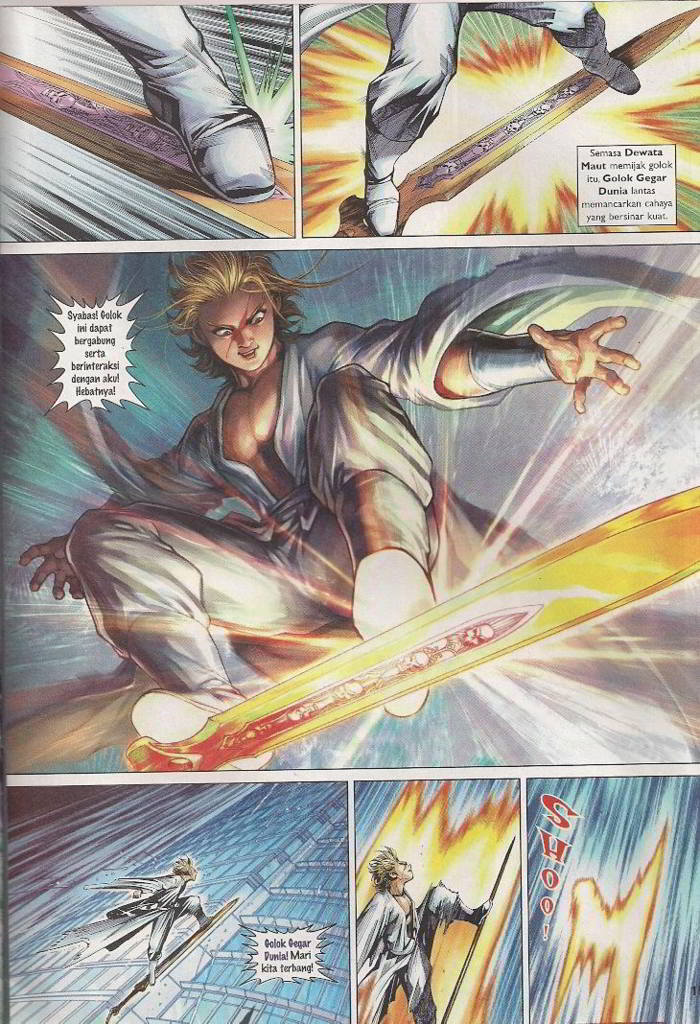 Semasa Dewata
Maut memijak golok
itu, Golok Gegar
Dunia lantas
memancarkan cahaya
yang bersinar kuat.
Syabas! Golok
ini dapat
bergabung
serta
berinteraksi
dengan aku!
Hebatnya!
Golok Gegar
Dunia! Mari
kita terbang!
SHOO!